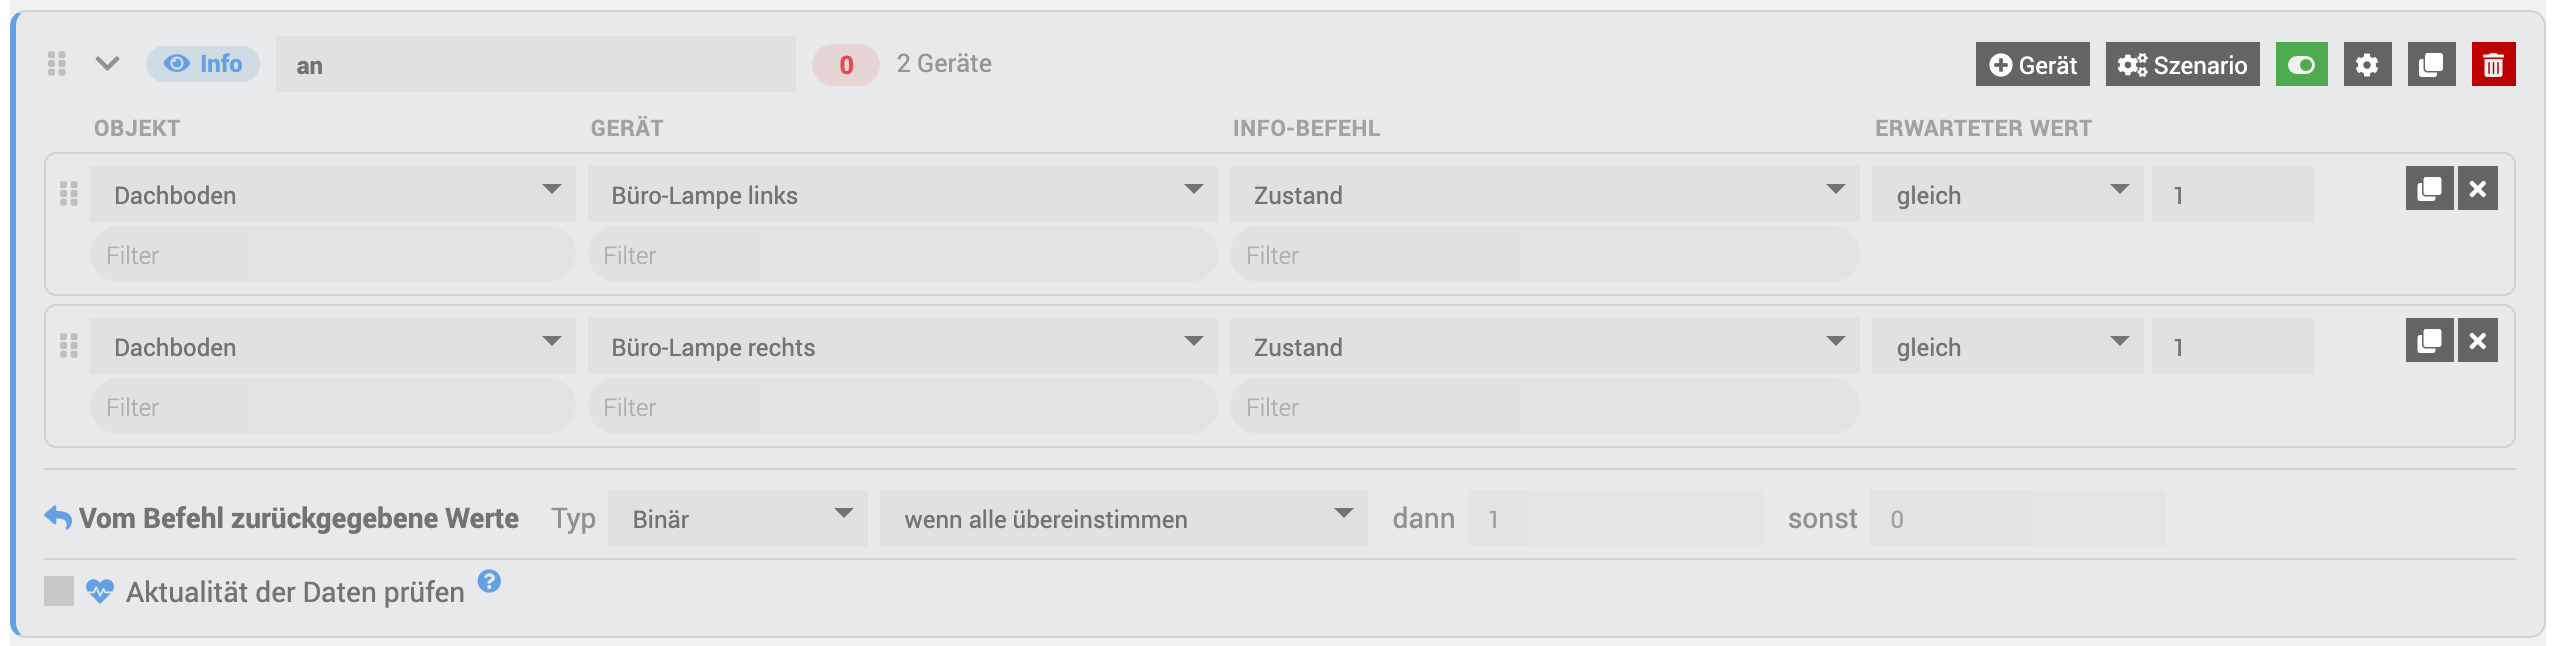 Info an 0 2 Geräte Gerät Szenario
OBJEKT GERÄT INFO-BEFEHL ERWARTETER WERT
Dachboden Büro-Lampe links Zustand gleich 1
Filter Filter Filter
Dachboden Büro-Lampe rechts Zustand gleich 1
Filter Filter Filter
Vom Befehl zurückgegebene Werte Typ Binär wenn alle übereinstimmen dann 1 sonst 0
Aktualität der Daten prüfen ?